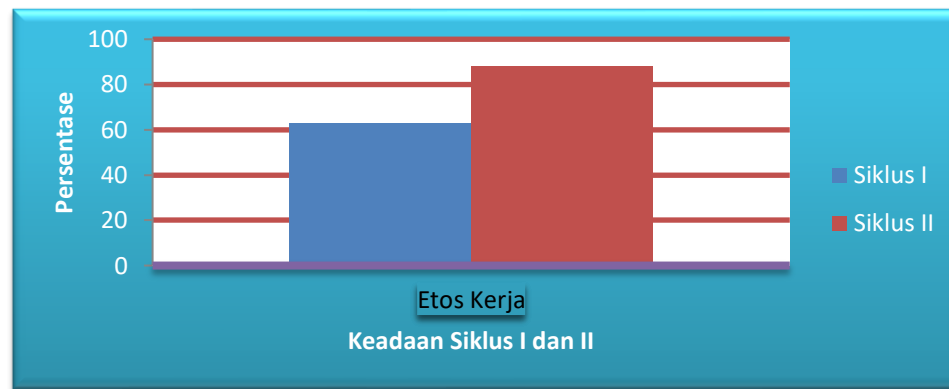 Persentase
100
80
60
40
20
0
Etos Kerja
Keadaan Siklus I dan II
Siklus I
Siklus II